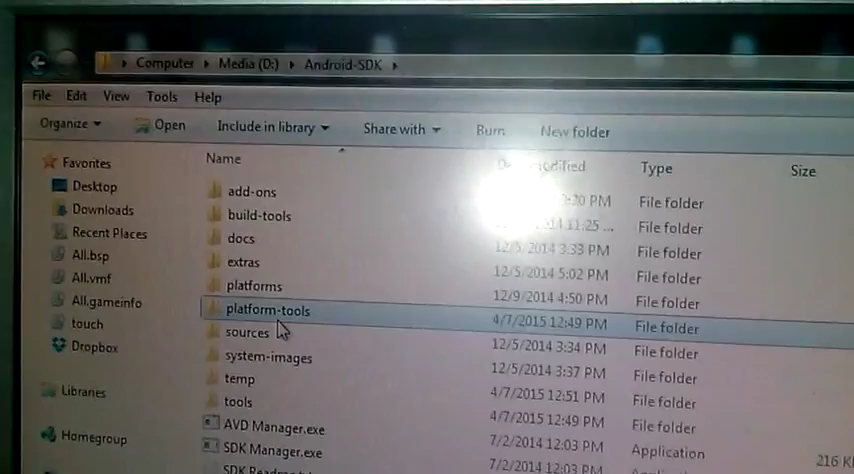 Computer Media (D:) Android-SDK
File Edit View Tools Help
Organize Open Include in library Share with Burn New folder
Name modified Type Size
Favorites
Desktop
Downloads
Recent Places
All.bsp
All.vmf
All.gameinfo
touch
Dropbox
Libraries
Homegroup
add-ons PM File folder
build-tools 11:25 ... File folder
docs 12/5/2014 3:33 PM File folder
extras 12/5/2014 5:02 PM File folder
platforms 12/9/2014 4:50 PM File folder
platform-tools 4/7/2015 12:49 PM File folder
sources 12/5/2014 3:34 PM File folder
system-images 12/5/2014 3:37 PM File folder
temp 4/7/2015 12:51 PM File folder
tools 4/7/2015 12:49 PM File folder
AVD Manager.exe 7/2/2014 12:03 PM Application 216
SDK Manager.exe 7/2/2014 12:03 PM
SDK